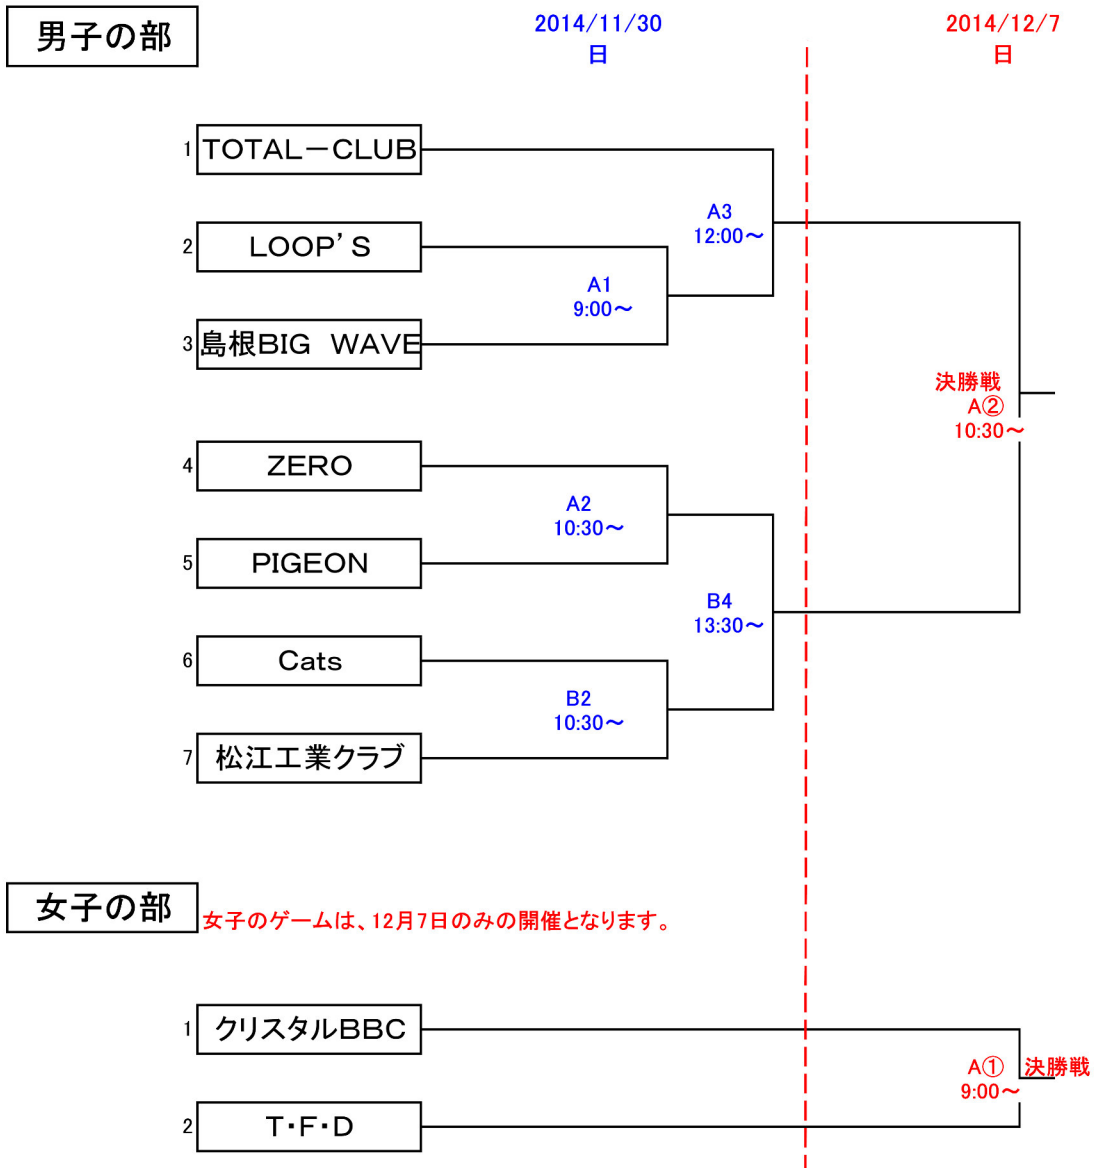 男子の部
2014/11/30
日
2014/12/7
日
1 TOTAL－CLUB
A3
12:00～
2 LOOP'S
A1
9:00～
3 島根BIG　WAVE
決勝戦
A②
10:30～
4 ZERO
A2
10:30～
5 PIGEON
B4
13:30～
6 Cats
B2
10:30～
7 松江工業クラブ
女子の部
女子のゲームは、12月7日のみの開催となります。
1 クリスタルBBC
A① 決勝戦
9:00～
2 T・F・D